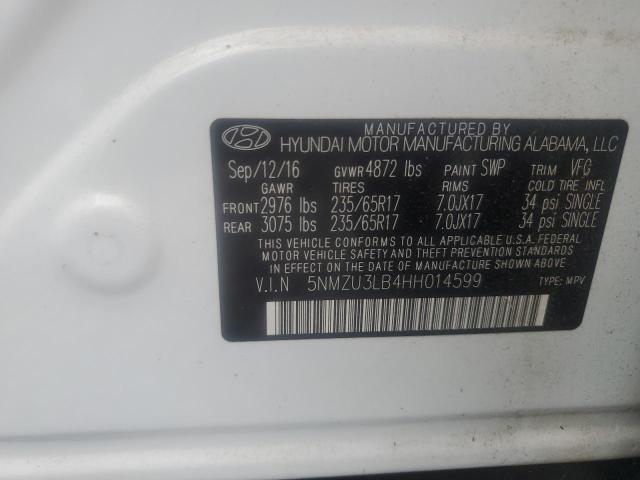 MANUFACTURED BY
HYUNDAI MOTOR MANUFACTURING ALABAMA, LLC
Sep/12/16 GVWR 4872 lbs PAINT SWP TRIM VFG
GAWR TIRES RIMS COLD TIRE INFL
FRONT 2976 lbs 235/65R17 7.0JX17 34 psi SINGLE
REAR 3075 lbs 235/65R17 7.0JX17 34 psi SINGLE
THIS VEHICLE CONFORMS TO ALL APPLICABLE U.S.A. FEDERAL
MOTOR VEHICLE SAFETY, BUMPER, AND THEFT PREVENTION STANDARDS
IN EFFECT ON THE DATE OF MANUFACTURE SHOWN ABOVE.
V.I.N 5NMZU3LB4HH014599 TYPE: MPV